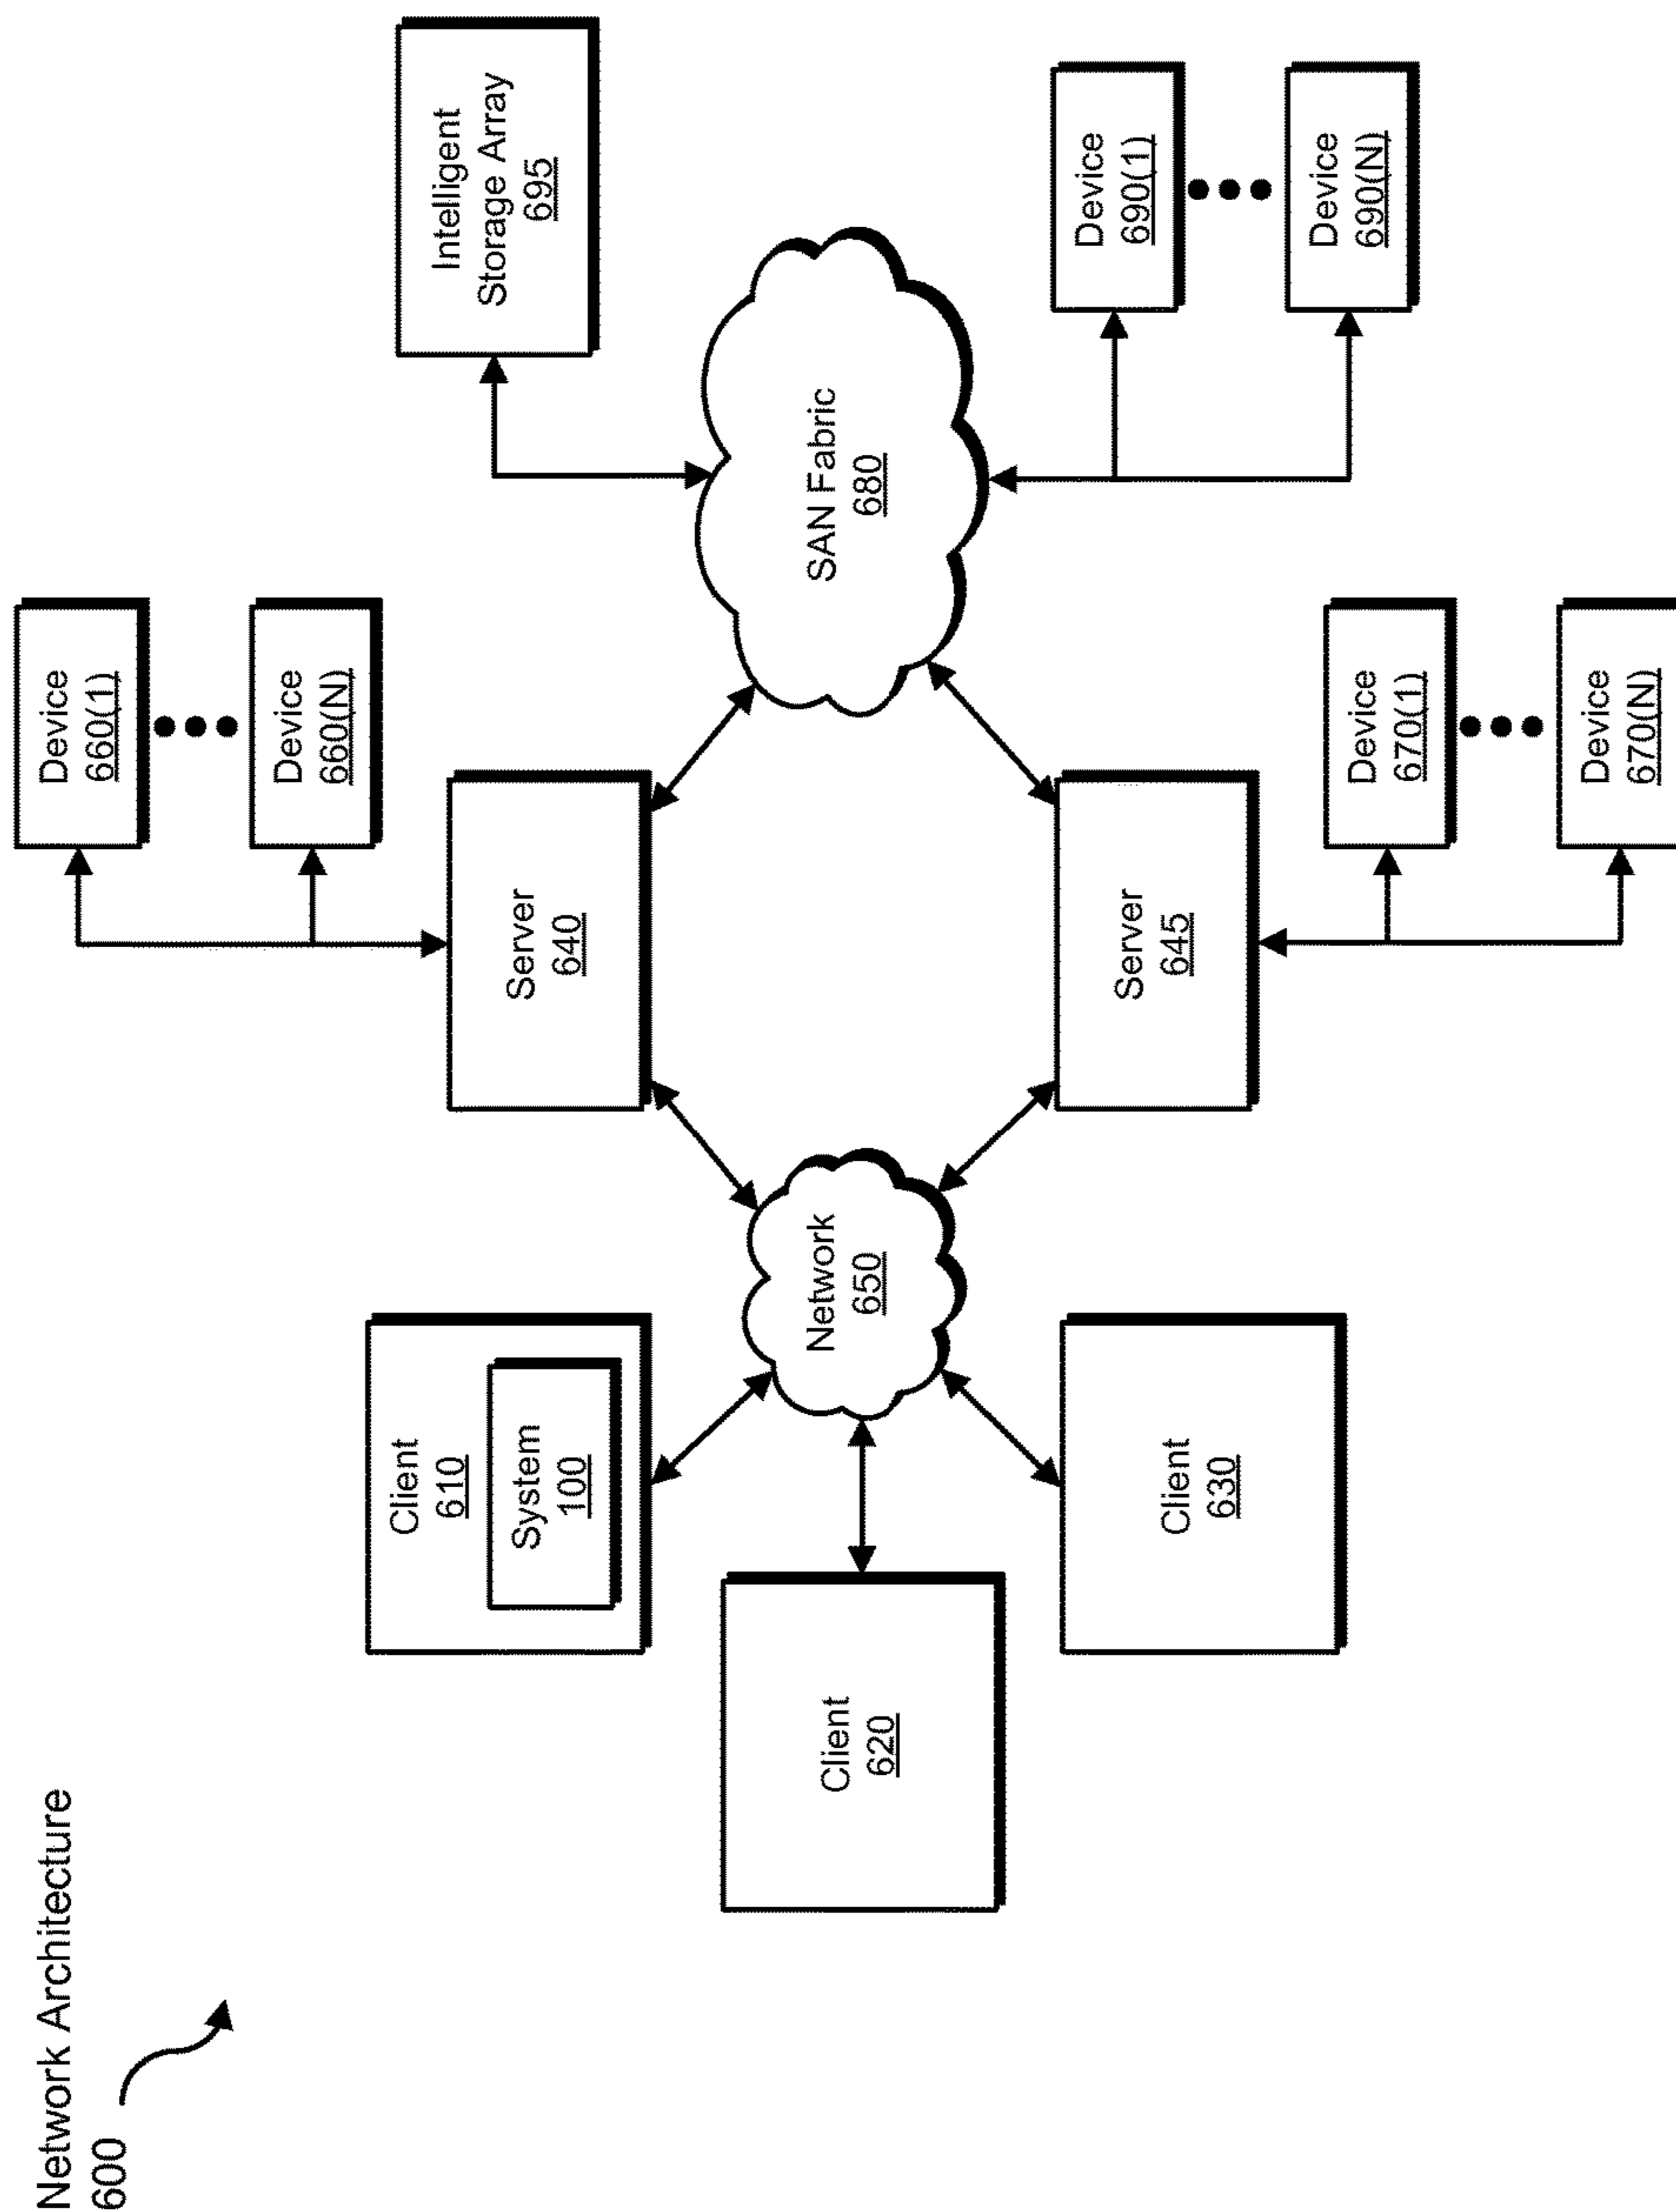 Network Architecture
600
Client
610
System
100
Client
620
Client
630
Network
650
Server
640
Server
645
Device
660(1)
Device
660(N)
Device
670(1)
Device
670(N)
SAN Fabric
680
Intelligent
Storage Array
695
Device
690(1)
Device
690(N)